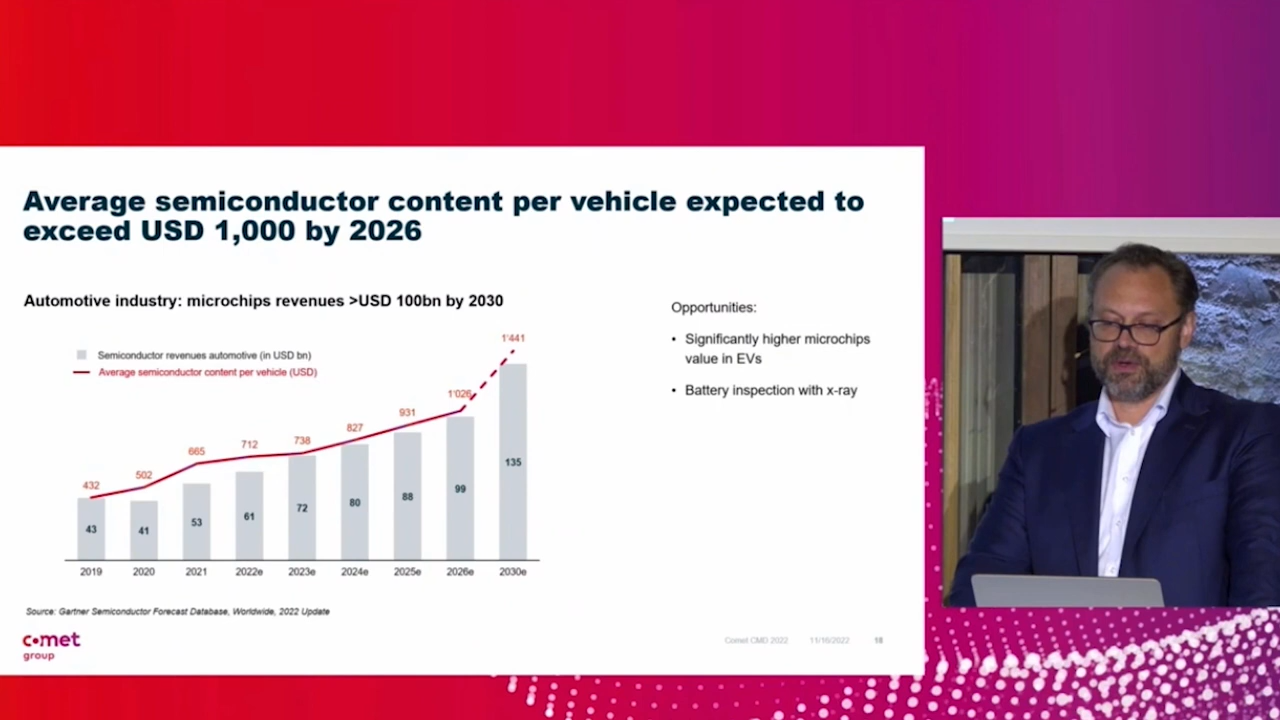 Average semiconductor content per vehicle expected to
exceed USD 1,000 by 2026
Automotive industry: microchips revenues >USD 100bn by 2030
Semiconductor revenues automotive (in USD bn)
Average semiconductor content per vehicle (USD)
432
502
665
712
738
827
931
1'026
1'441
43
41
53
61
72
80
88
99
135
2019
2020
2021
2022e
2023e
2024e
2025e
2026e
2030e
Opportunities:
• Significantly higher microchips
value in EVs
• Battery inspection with x-ray
Source: Gartner Semiconductor Forecast Database, Worldwide, 2022 Update
comet
group
Comet CMD 2022 11/16/2022 18